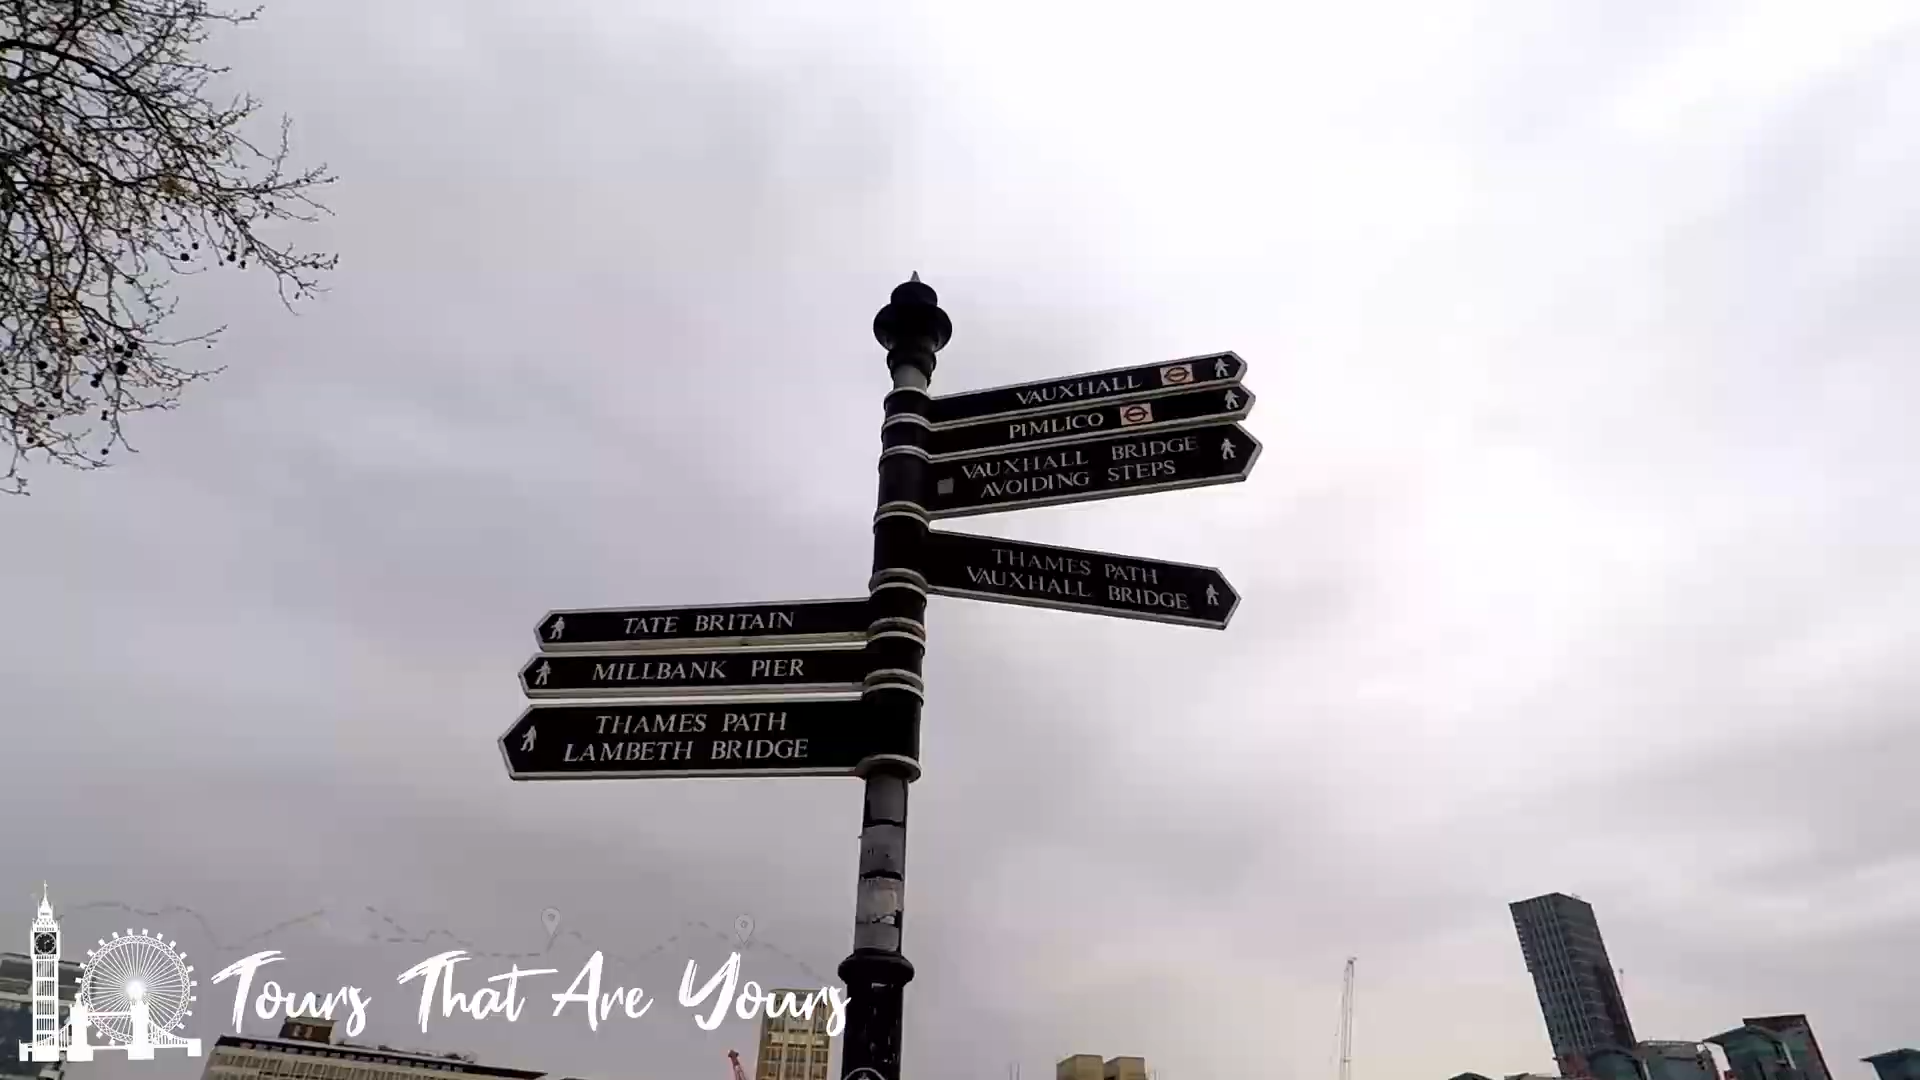 VAUXHALL
PIMLICO
VAUXHALL BRIDGE
AVOIDING STEPS
THAMES PATH
VAUXHALL BRIDGE
TATE BRITAIN
MILLBANK PIER
THAMES PATH
LAMBETH BRIDGE
Tours That Are Yours